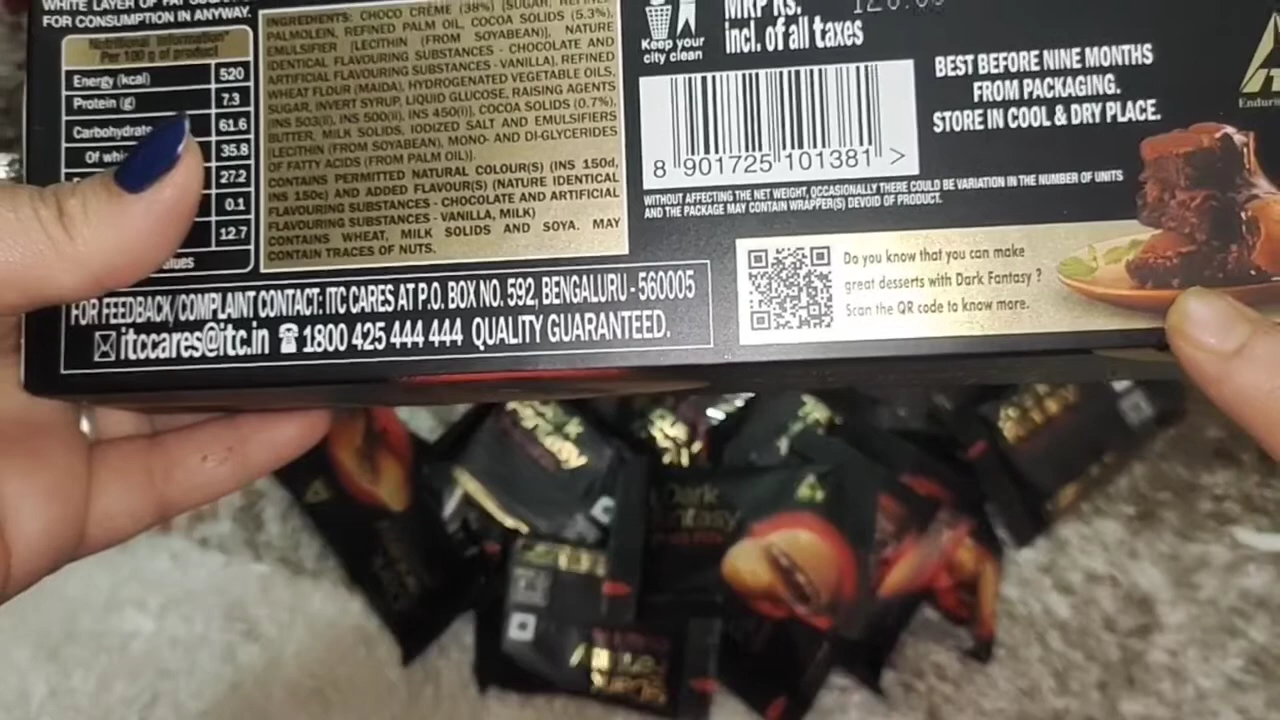 WHITE LAYER OF FAT
FOR CONSUMPTION IN ANYWAY.
Nutritional Information*
Per 100 g of product
Energy (kcal) 520
Protein (g) 7.3
Carbohydrate 61.6
Of 35.8
27.2
0.1
12.7
INGREDIENTS: CHOCO CRÈME (38%) [SUGAR, REFINED
PALMOLEIN, REFINED PALM OIL, COCOA SOLIDS (5.3%),
EMULSIFIER [LECITHIN (FROM SOYABEAN)], NATURE
IDENTICAL FLAVOURING SUBSTANCES - CHOCOLATE AND
ARTIFICIAL FLAVOURING SUBSTANCES - VANILLA], REFINED
WHEAT FLOUR (MAIDA), HYDROGENATED VEGETABLE OILS,
SUGAR, INVERT SYRUP, LIQUID GLUCOSE, RAISING AGENTS
[INS 503(II), INS 500(II), INS 450(I)], COCOA SOLIDS (0.7%),
BUTTER, MILK SOLIDS, IODIZED SALT AND EMULSIFIERS
[LECITHIN (FROM SOYABEAN), MONO- AND DI-GLYCERIDES
OF FATTY ACIDS (FROM PALM OIL)].
CONTAINS PERMITTED NATURAL COLOUR(S) (INS 150d,
INS 150c) AND ADDED FLAVOUR(S) (NATURE IDENTICAL
FLAVOURING SUBSTANCES - CHOCOLATE AND ARTIFICIAL
FLAVOURING SUBSTANCES - VANILLA, MILK)
CONTAINS WHEAT, MILK SOLIDS AND SOYA. MAY
CONTAIN TRACES OF NUTS.
FOR FEEDBACK/COMPLAINT CONTACT: ITC CARES AT P.O. BOX NO. 592, BENGALURU - 560005
itccares@itc.in 1800 425 444 444 QUALITY GUARANTEED.
Keep your
city clean
MRP Rs.
incl. of all taxes
8 901725 101381 >
BEST BEFORE NINE MONTHS
FROM PACKAGING.
STORE IN COOL & DRY PLACE.
WITHOUT AFFECTING THE NET WEIGHT, OCCASIONALLY THERE COULD BE VARIATION IN THE NUMBER OF UNITS
AND THE PACKAGE MAY CONTAIN WRAPPER(S) DEVOID OF PRODUCT.
Do you know that you can make
great desserts with Dark Fantasy ?
Scan the QR code to know more.
Dark
Fantasy